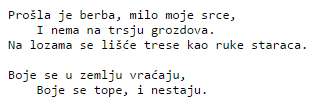 Prošla je berba, milo moje srce,
I nema na trsju grozdova.
Na lozama se lišće trese kao ruke staraca.
Boje se u zemlju vraćaju,
Boje se tope, i nestaju.